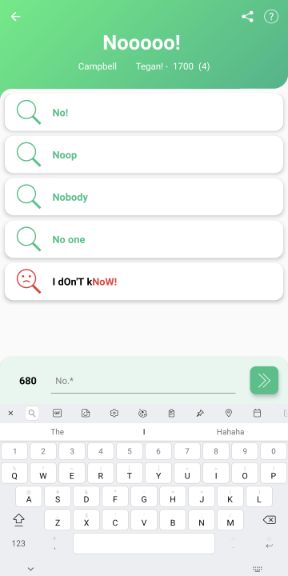 Nooooo!
Campbell Tegan! - 1700 (4)
No!
Noop
Nobody
No one
I dOn'T kNoW!
680 No.*
The I Hahaha
1 2 3 4 5 6 7 8 9 0
Q W E R T Y U I O P
A S D F G H J K L
Z X C V B N M
123